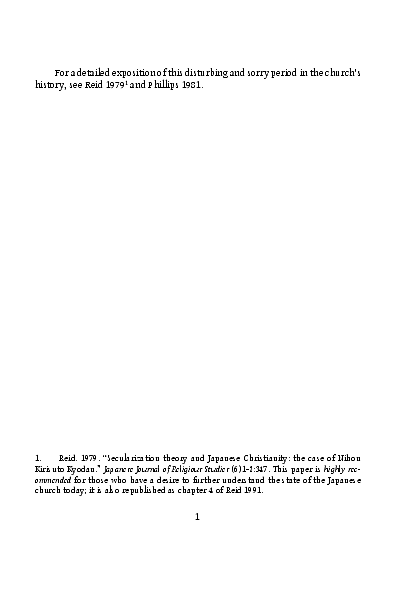 For a detailed exposition of this disturbing and sorry period in the church's
history, see Reid 1979¹ and Phillips 1981.
1. Reid. 1979. “Secularization theory and Japanese Christianity: the case of Nihon
Kirisuto Kyodan.” Japanese Journal of Religious Studies (6)1-2:347. This paper is highly rec-
ommended for those who have a desire to further understand the state of the Japanese
church today; it is also republished as chapter 4 of Reid 1991.
1